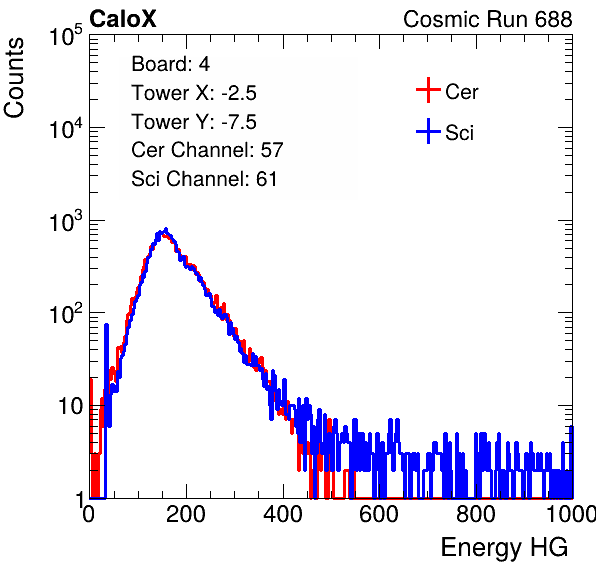 CaloX Cosmic Run 688
Counts
Board: 4
Tower X: -2.5
Tower Y: -7.5
Cer Channel: 57
Sci Channel: 61
Cer
Sci
10^5
10^4
10^3
10^2
10
1
0 200 400 600 800 1000
Energy HG